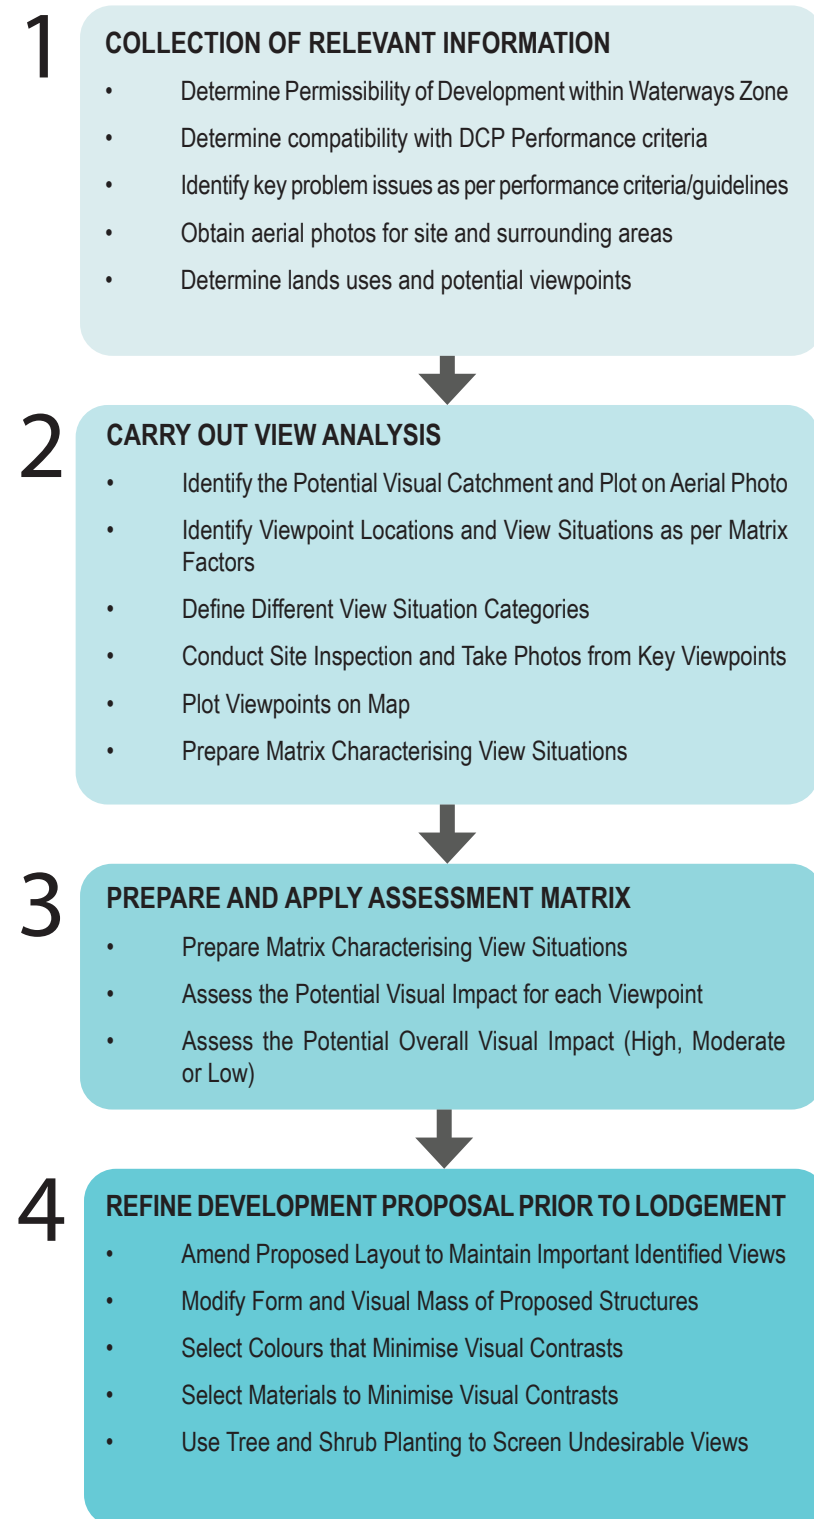 1
COLLECTION OF RELEVANT INFORMATION
• Determine Permissibility of Development within Waterways Zone
• Determine compatibility with DCP Performance criteria
• Identify key problem issues as per performance criteria/guidelines
• Obtain aerial photos for site and surrounding areas
• Determine lands uses and potential viewpoints
2
CARRY OUT VIEW ANALYSIS
• Identify the Potential Visual Catchment and Plot on Aerial Photo
• Identify Viewpoint Locations and View Situations as per Matrix
Factors
• Define Different View Situation Categories
• Conduct Site Inspection and Take Photos from Key Viewpoints
• Plot Viewpoints on Map
• Prepare Matrix Characterising View Situations
3
PREPARE AND APPLY ASSESSMENT MATRIX
• Prepare Matrix Characterising View Situations
• Assess the Potential Visual Impact for each Viewpoint
• Assess the Potential Overall Visual Impact (High, Moderate
or Low)
4
REFINE DEVELOPMENT PROPOSAL PRIOR TO LODGEMENT
• Amend Proposed Layout to Maintain Important Identified Views
• Modify Form and Visual Mass of Proposed Structures
• Select Colours that Minimise Visual Contrasts
• Select Materials to Minimise Visual Contrasts
• Use Tree and Shrub Planting to Screen Undesirable Views